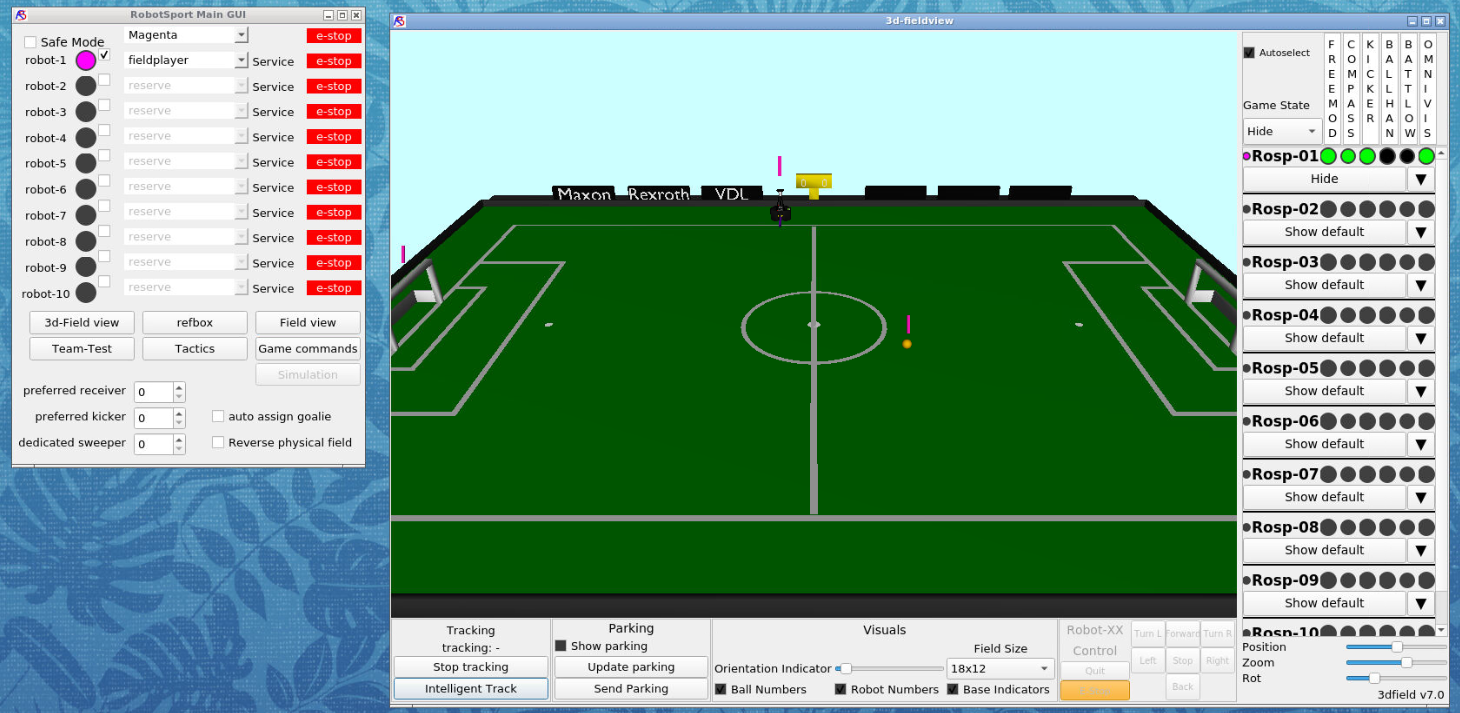 RobotSport Main GUI
Safe Mode
Magenta
e-stop
robot-1
fieldplayer
Service
e-stop
robot-2
reserve
Service
e-stop
robot-3
reserve
Service
e-stop
robot-4
reserve
Service
e-stop
robot-5
reserve
Service
e-stop
robot-6
reserve
Service
e-stop
robot-7
reserve
Service
e-stop
robot-8
reserve
Service
e-stop
robot-9
reserve
Service
e-stop
robot-10
reserve
Service
e-stop
3d-Field view
refbox
Field view
Team-Test
Tactics
Game commands
Simulation
preferred receiver
0
preferred kicker
0
auto assign goalie
dedicated sweeper
0
Reverse physical field
3d-fieldview
Maxon
Rexroth
VDL
0 0
Autoselect
Game State
Hide
FREEMOD
COMPASS
KICKER
BALLHAN
BATTLOW
OMNIVIS
Rosp-01
Hide
Rosp-02
Show default
Rosp-03
Show default
Rosp-04
Show default
Rosp-05
Show default
Rosp-06
Show default
Rosp-07
Show default
Rosp-08
Show default
Rosp-09
Show default
Rosp-10
Tracking
tracking: -
Stop tracking
Intelligent Track
Parking
Show parking
Update parking
Send Parking
Visuals
Orientation Indicator
Field Size
18x12
Ball Numbers
Robot Numbers
Base Indicators
Robot-XX
Control
Quit
Turn L
Forward
Turn R
Left
Stop
Right
Back
Position
Zoom
Rot
3dfield v7.0